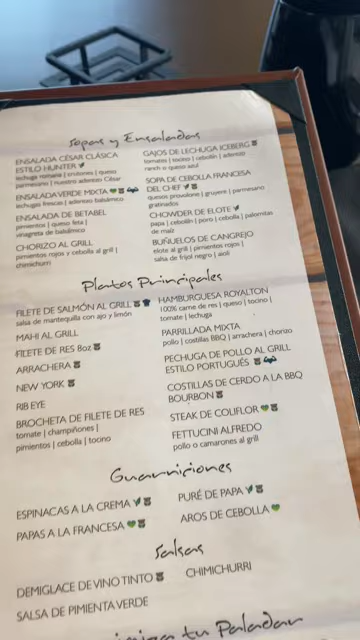 Sopas y Ensaladas
ENSALADA CÉSAR CLÁSICA
ESTILO HUNTER
lechuga romana | crutones | queso
parmesano | nuestro aderezo César
ENSALADA VERDE MIXTA
lechugas frescas | aderezo balsámico
ENSALADA DE BETABEL
pimientos | queso feta |
vinagreta de balsámico
CHORIZO AL GRILL
pimientos rojos y cebolla al grill |
chimichurri
GAJOS DE LECHUGA ICEBERG
tomates | tocino | cebollín | aderezo
ranch o queso azul
SOPA DE CEBOLLA FRANCESA
DEL CHEF
quesos provolone | gruyere | parmesano
gratinados
CHOWDER DE ELOTE
papa | cebollín | poro | cebolla | palomitas
de maíz
BUÑUELOS DE CANGREJO
elote al grill | pimientos rojos |
salsa de frijol negro | aioli
Platos Principales
FILETE DE SALMÓN AL GRILL
salsa de mantequilla con ajo y limón
MAHI AL GRILL
FILETE DE RES 8oz
ARRACHERA
NEW YORK
RIB EYE
BROCHETA DE FILETE DE RES
tomate | champiñones |
pimientos | cebolla | tocino
HAMBURGUESA ROYALTON
100% carne de res | queso | tocino |
tomate | lechuga
PARRILLADA MIXTA
pollo | costillas BBQ | arrachera | chorizo
PECHUGA DE POLLO AL GRILL
ESTILO PORTUGUÉS
COSTILLAS DE CERDO A LA BBQ
BOURBON
STEAK DE COLIFLOR
FETTUCINI ALFREDO
pollo o camarones al grill
Guarniciones
ESPINACAS A LA CREMA
PAPAS A LA FRANCESA
PURÉ DE PAPA
AROS DE CEBOLLA
Salsas
DEMIGLACE DE VINO TINTO
SALSA DE PIMIENTA VERDE
CHIMICHURRI
tu Paladar